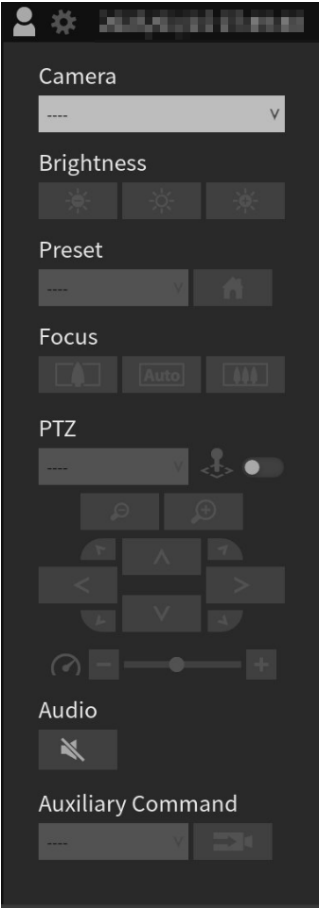 Camera
----
Brightness
Preset
----
Focus
Auto
PTZ
----
Audio
Auxiliary Command
----